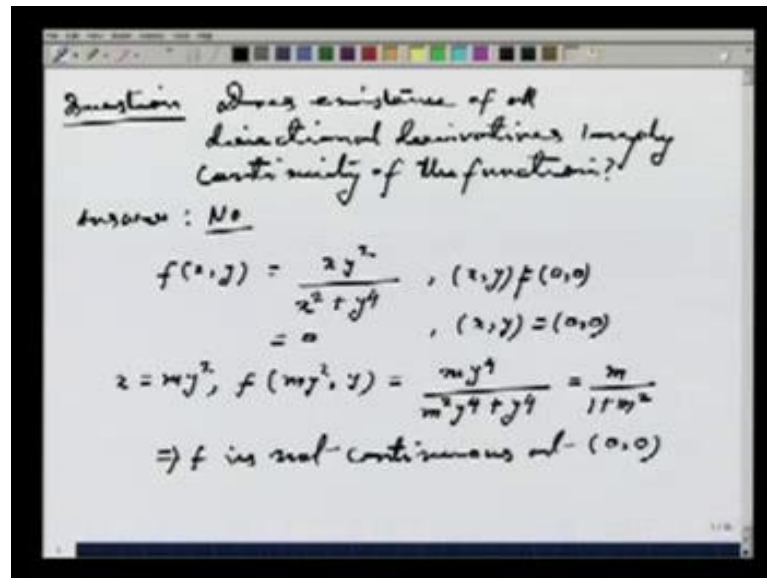 Question Does existence of all
directional derivatives imply
continuity of the function?
Answer : No
f(x,y) = xy² / (x² + y⁴) , (x,y) ≠ (0,0)
= 0 , (x,y) = (0,0)
x = my², f(my², y) = my⁴ / (m²y⁴ + y⁴) = m / (1+m²)
⇒ f is not continuous at (0,0)